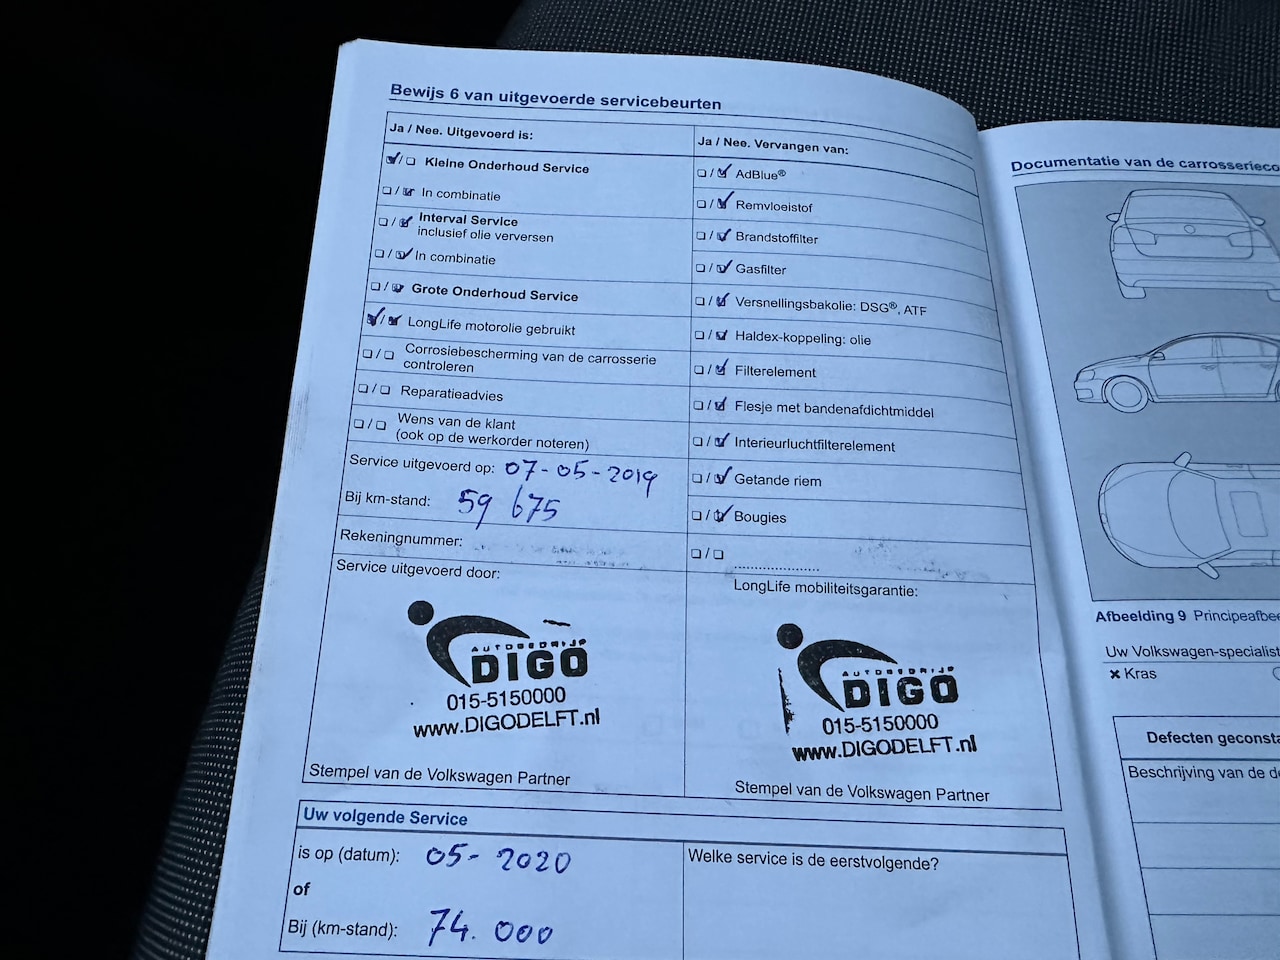 Bewijs 6 van uitgevoerde servicebeurten
Ja / Nee. Uitgevoerd is:
Kleine Onderhoud Service
In combinatie
Interval Service
inclusief olie verversen
In combinatie
Grote Onderhoud Service
LongLife motorolie gebruikt
Corrosiebescherming van de carrosserie
controleren
Reparatieadvies
Wens van de klant
(ook op de werkorder noteren)
Service uitgevoerd op: 07-05-2019
Bij km-stand: 59 675
Rekeningnummer:
Service uitgevoerd door:
AUTOBEDRIJF
DIGO
015-5150000
www.DIGODELFT.nl
Stempel van de Volkswagen Partner
Ja / Nee. Vervangen van:
AdBlue®
Remvloeistof
Brandstoffilter
Gasfilter
Versnellingsbakolie: DSG®, ATF
Haldex-koppeling: olie
Filterelement
Flesje met bandenafdichtmiddel
Interieurluchtfilterelement
Getande riem
Bougies
LongLife mobiliteitsgarantie:
AUTOBEDRIJF
DIGO
015-5150000
www.DIGODELFT.nl
Stempel van de Volkswagen Partner
Uw volgende Service
is op (datum): 05-2020
of
Bij (km-stand): 74.000
Welke service is de eerstvolgende?
Documentatie van de carrosserieco
Afbeelding 9 Principeafbee
Uw Volkswagen-specialist
× Kras
Defecten geconsta
Beschrijving van de de